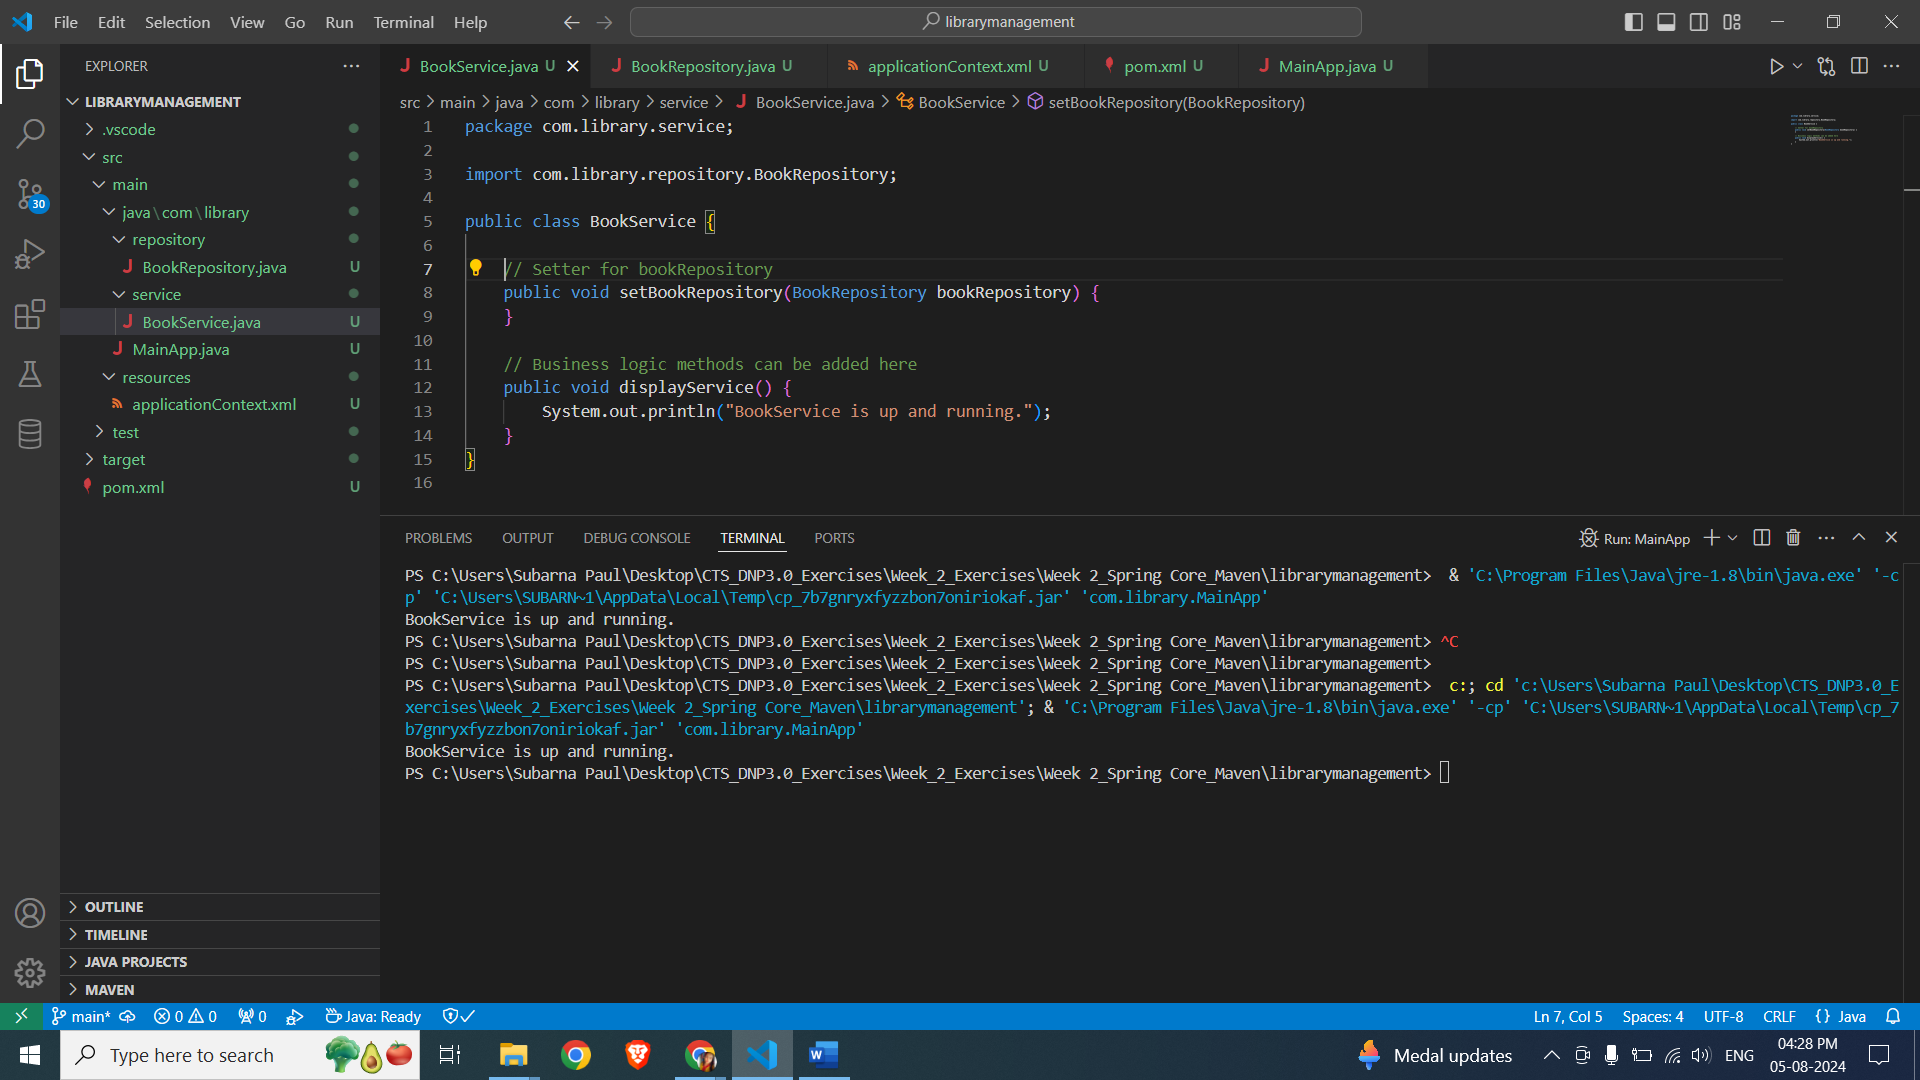 File Edit Selection View Go Run Terminal Help
librarymanagement
EXPLORER
LIBRARYMANAGEMENT
.vscode
src
main
java\com\library
repository
BookRepository.java U
service
BookService.java U
MainApp.java U
resources
applicationContext.xml U
test
target
pom.xml U
OUTLINE
TIMELINE
JAVA PROJECTS
MAVEN
30
BookService.java U BookRepository.java U applicationContext.xml U pom.xml U MainApp.java U
src > main > java > com > library > service > BookService.java > BookService > setBookRepository(BookRepository)
1 package com.library.service;
2
3 import com.library.repository.BookRepository;
4
5 public class BookService {
6
7 // Setter for bookRepository
8 public void setBookRepository(BookRepository bookRepository) {
9 }
10
11 // Business logic methods can be added here
12 public void displayService() {
13 System.out.println("BookService is up and running.");
14 }
15 }
16
PROBLEMS OUTPUT DEBUG CONSOLE TERMINAL PORTS
Run: MainApp
PS C:\Users\Subarna Paul\Desktop\CTS_DNP3.0_Exercises\Week_2_Exercises\Week 2_Spring Core_Maven\librarymanagement> & 'C:\Program Files\Java\jre-1.8\bin\java.exe' '-c
p' 'C:\Users\SUBARN~1\AppData\Local\Temp\cp_7b7gnryxfyzzbon7oniriokaf.jar' 'com.library.MainApp'
BookService is up and running.
PS C:\Users\Subarna Paul\Desktop\CTS_DNP3.0_Exercises\Week_2_Exercises\Week 2_Spring Core_Maven\librarymanagement> ^C
PS C:\Users\Subarna Paul\Desktop\CTS_DNP3.0_Exercises\Week_2_Exercises\Week 2_Spring Core_Maven\librarymanagement>
PS C:\Users\Subarna Paul\Desktop\CTS_DNP3.0_Exercises\Week_2_Exercises\Week 2_Spring Core_Maven\librarymanagement> c:; cd 'c:\Users\Subarna Paul\Desktop\CTS_DNP3.0_E
xercises\Week_2_Exercises\Week 2_Spring Core_Maven\librarymanagement'; & 'C:\Program Files\Java\jre-1.8\bin\java.exe' '-cp' 'C:\Users\SUBARN~1\AppData\Local\Temp\cp_7
b7gnryxfyzzbon7oniriokaf.jar' 'com.library.MainApp'
BookService is up and running.
PS C:\Users\Subarna Paul\Desktop\CTS_DNP3.0_Exercises\Week_2_Exercises\Week 2_Spring Core_Maven\librarymanagement>
main* 0 0 0 Java: Ready Ln 7, Col 5 Spaces: 4 UTF-8 CRLF {} Java
Type here to search
Medal updates
ENG
04:28 PM
05-08-2024